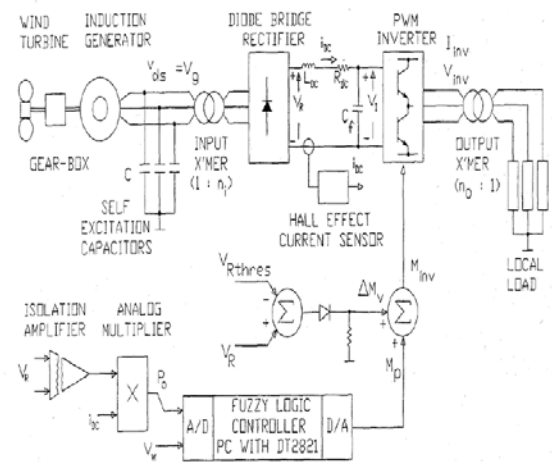 WIND TURBINE
INDUCTION GENERATOR
DIODE BRIDGE RECTIFIER
PWM INVERTER
V_ds = V_g
i_DC
L_DC
R_DC
V_R
C_f
V_I
I_inv
V_inv
GEAR-BOX
C
INPUT X'MER (1 : n_i)
SELF EXCITATION CAPACITORS
i_DC
HALL EFFECT CURRENT SENSOR
OUTPUT X'MER (n_o : 1)
LOCAL LOAD
M_inv
V_Rthres
Σ
ΔM_v
Σ
V_R
M_p
ISOLATION AMPLIFIER
ANALOG MULTIPLIER
V_R
X
P_o
i_DC
V_w
A/D
FUZZY LOGIC CONTROLLER
PC WITH DT2821
D/A